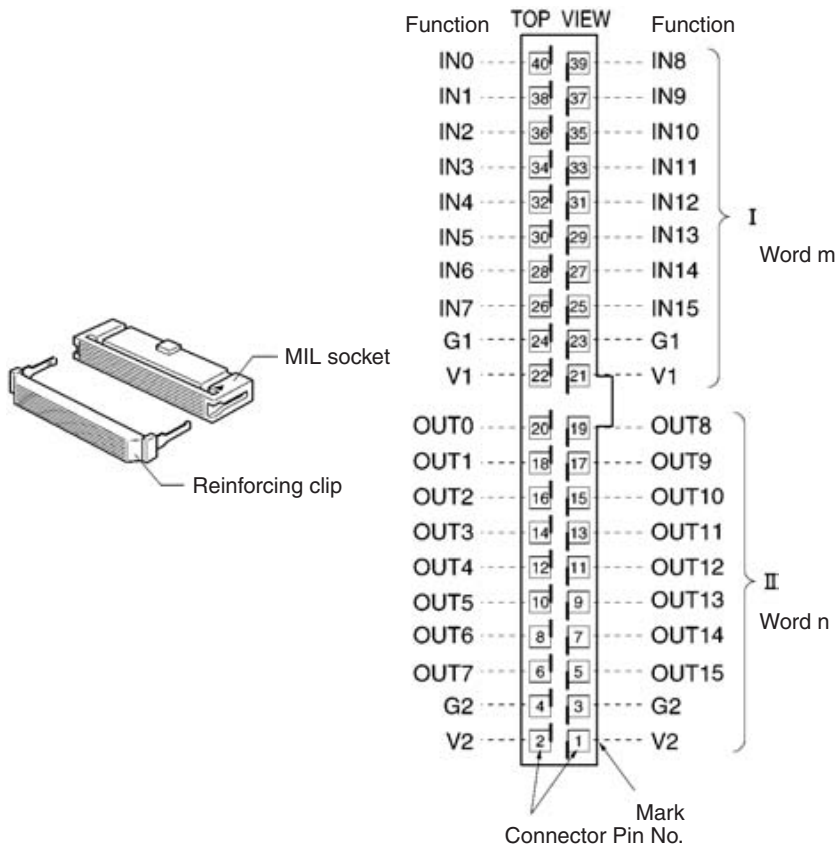 TOP VIEW
Function Function
IN0 40 39 IN8
IN1 38 37 IN9
IN2 36 35 IN10
IN3 34 33 IN11
IN4 32 31 IN12
I
IN5 30 29 IN13
Word m
IN6 28 27 IN14
IN7 26 25 IN15
G1 24 23 G1
V1 22 21 V1
MIL socket
Reinforcing clip
OUT0 20 19 OUT8
OUT1 18 17 OUT9
OUT2 16 15 OUT10
OUT3 14 13 OUT11
OUT4 12 11 OUT12
II
OUT5 10 9 OUT13
Word n
OUT6 8 7 OUT14
OUT7 6 5 OUT15
G2 4 3 G2
V2 2 1 V2
Mark
Connector Pin No.